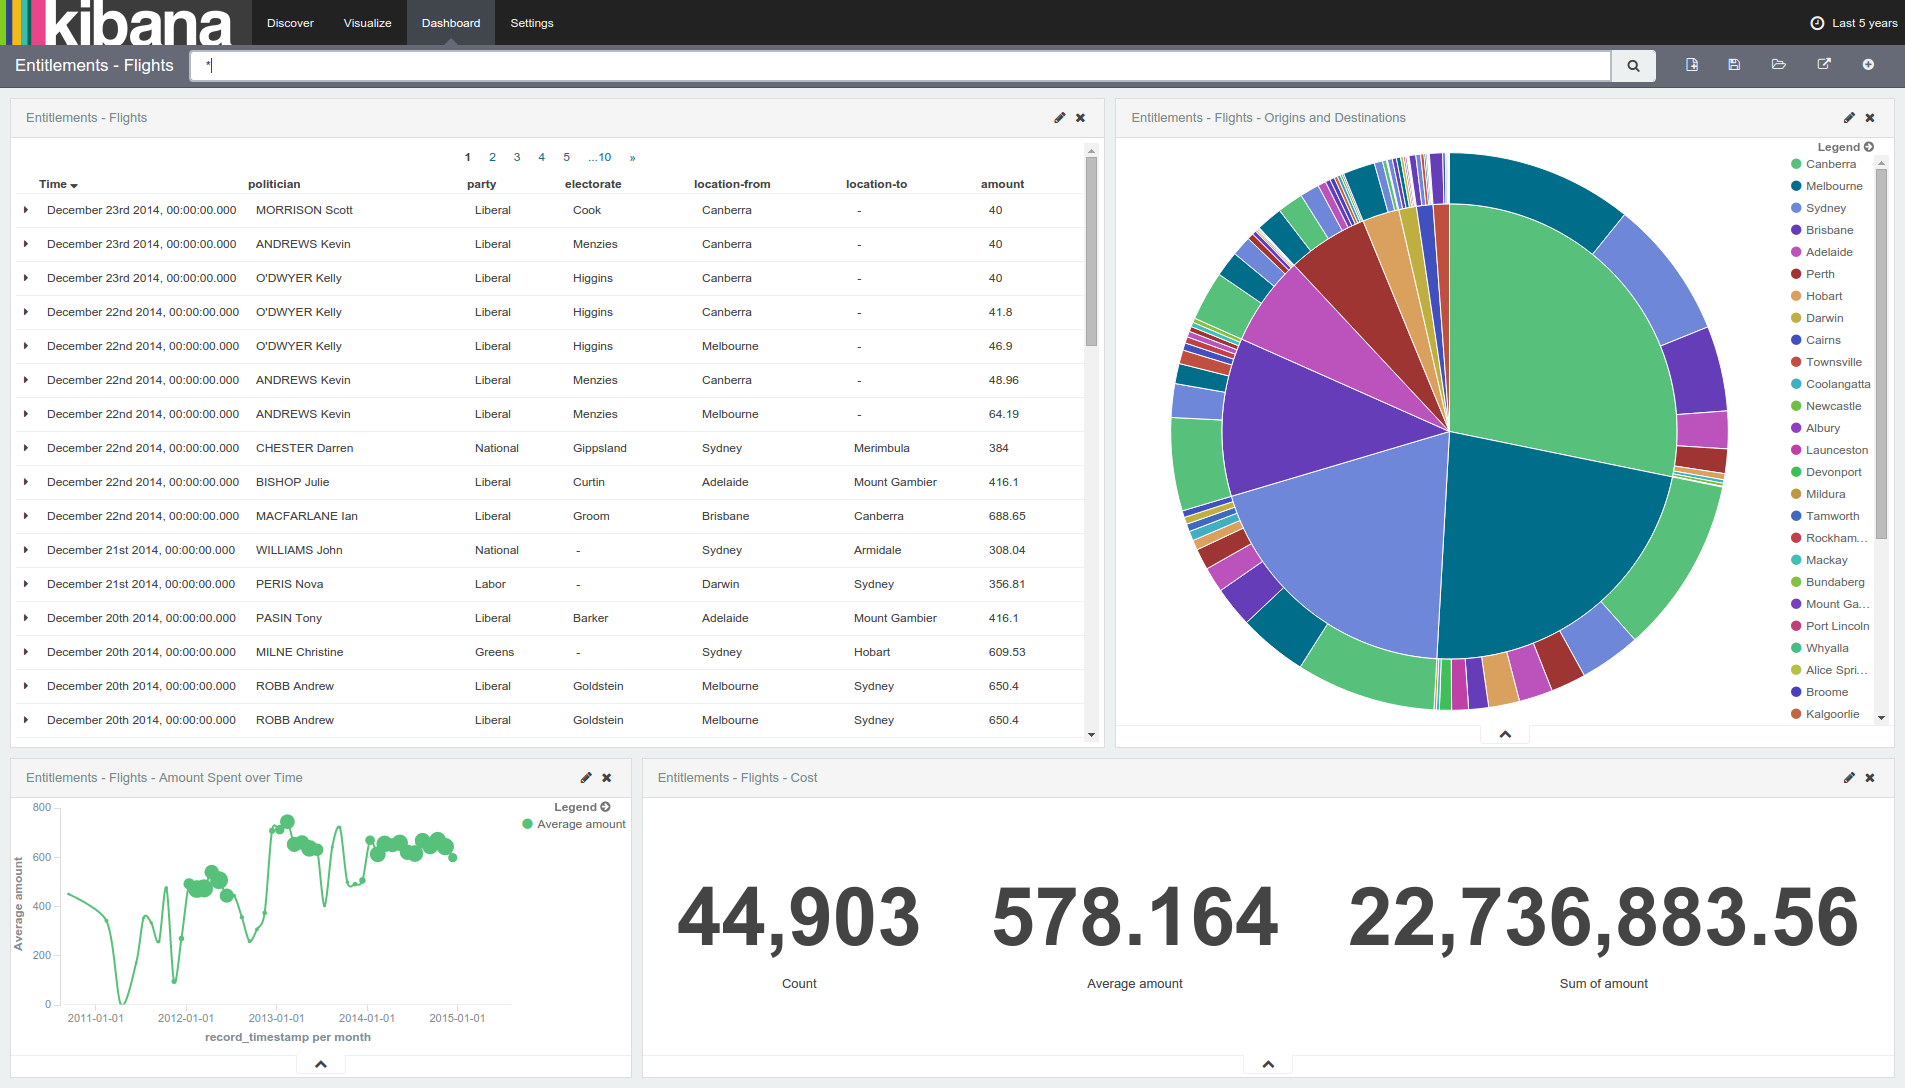 kibana Discover Visualize Dashboard Settings Last 5 years
Entitlements - Flights *
Entitlements - Flights
1 2 3 4 5 ...10 »
Time politician party electorate location-from location-to amount
December 23rd 2014, 00:00:00.000 MORRISON Scott Liberal Cook Canberra - 40
December 23rd 2014, 00:00:00.000 ANDREWS Kevin Liberal Menzies Canberra - 40
December 23rd 2014, 00:00:00.000 O'DWYER Kelly Liberal Higgins Canberra - 40
December 22nd 2014, 00:00:00.000 O'DWYER Kelly Liberal Higgins Canberra - 41.8
December 22nd 2014, 00:00:00.000 O'DWYER Kelly Liberal Higgins Melbourne - 46.9
December 22nd 2014, 00:00:00.000 ANDREWS Kevin Liberal Menzies Canberra - 48.96
December 22nd 2014, 00:00:00.000 ANDREWS Kevin Liberal Menzies Melbourne - 64.19
December 22nd 2014, 00:00:00.000 CHESTER Darren National Gippsland Sydney Merimbula 384
December 22nd 2014, 00:00:00.000 BISHOP Julie Liberal Curtin Adelaide Mount Gambier 416.1
December 22nd 2014, 00:00:00.000 MACFARLANE Ian Liberal Groom Brisbane Canberra 688.65
December 21st 2014, 00:00:00.000 WILLIAMS John National - Sydney Armidale 308.04
December 21st 2014, 00:00:00.000 PERIS Nova Labor - Darwin Sydney 356.81
December 20th 2014, 00:00:00.000 PASIN Tony Liberal Barker Adelaide Mount Gambier 416.1
December 20th 2014, 00:00:00.000 MILNE Christine Greens - Sydney Hobart 609.53
December 20th 2014, 00:00:00.000 ROBB Andrew Liberal Goldstein Melbourne Sydney 650.4
December 20th 2014, 00:00:00.000 ROBB Andrew Liberal Goldstein Melbourne Sydney 650.4
Entitlements - Flights - Origins and Destinations
Legend
Canberra
Melbourne
Sydney
Brisbane
Adelaide
Perth
Hobart
Darwin
Cairns
Townsville
Coolangatta
Newcastle
Albury
Launceston
Devonport
Mildura
Tamworth
Rockham...
Mackay
Bundaberg
Mount Ga...
Port Lincoln
Whyalla
Alice Spri...
Broome
Kalgoorlie
Entitlements - Flights - Amount Spent over Time
Legend
Average amount
800
600
400
200
0
Average amount
2011-01-01 2012-01-01 2013-01-01 2014-01-01 2015-01-01
record_timestamp per month
Entitlements - Flights - Cost
44,903 578.164 22,736,883.56
Count Average amount Sum of amount